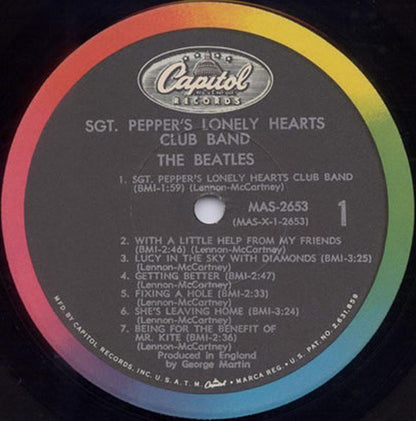 Capitol
RECORDS
SGT. PEPPER'S LONELY HEARTS
CLUB BAND
THE BEATLES
1. SGT. PEPPER'S LONELY HEARTS CLUB BAND
(BMI-1:59) (Lennon-McCartney)
MAS-2653
(MAS-X-1-2653)
1
2. WITH A LITTLE HELP FROM MY FRIENDS
(BMI-2:46) (Lennon-McCartney)
3. LUCY IN THE SKY WITH DIAMONDS (BMI-3:25)
(Lennon-McCartney)
4. GETTING BETTER (BMI-2:47)
(Lennon-McCartney)
5. FIXING A HOLE (BMI-2:33)
(Lennon-McCartney)
6. SHE'S LEAVING HOME (BMI-3:24)
(Lennon-McCartney)
7. BEING FOR THE BENEFIT OF
MR. KITE (BMI-2:36)
(Lennon-McCartney)
Produced in England
by George Martin
MFD. BY CAPITOL RECORDS, INC. U.S.A. T.M. Capitol MARCA REG. U.S. PAT. NO. 2,631,859